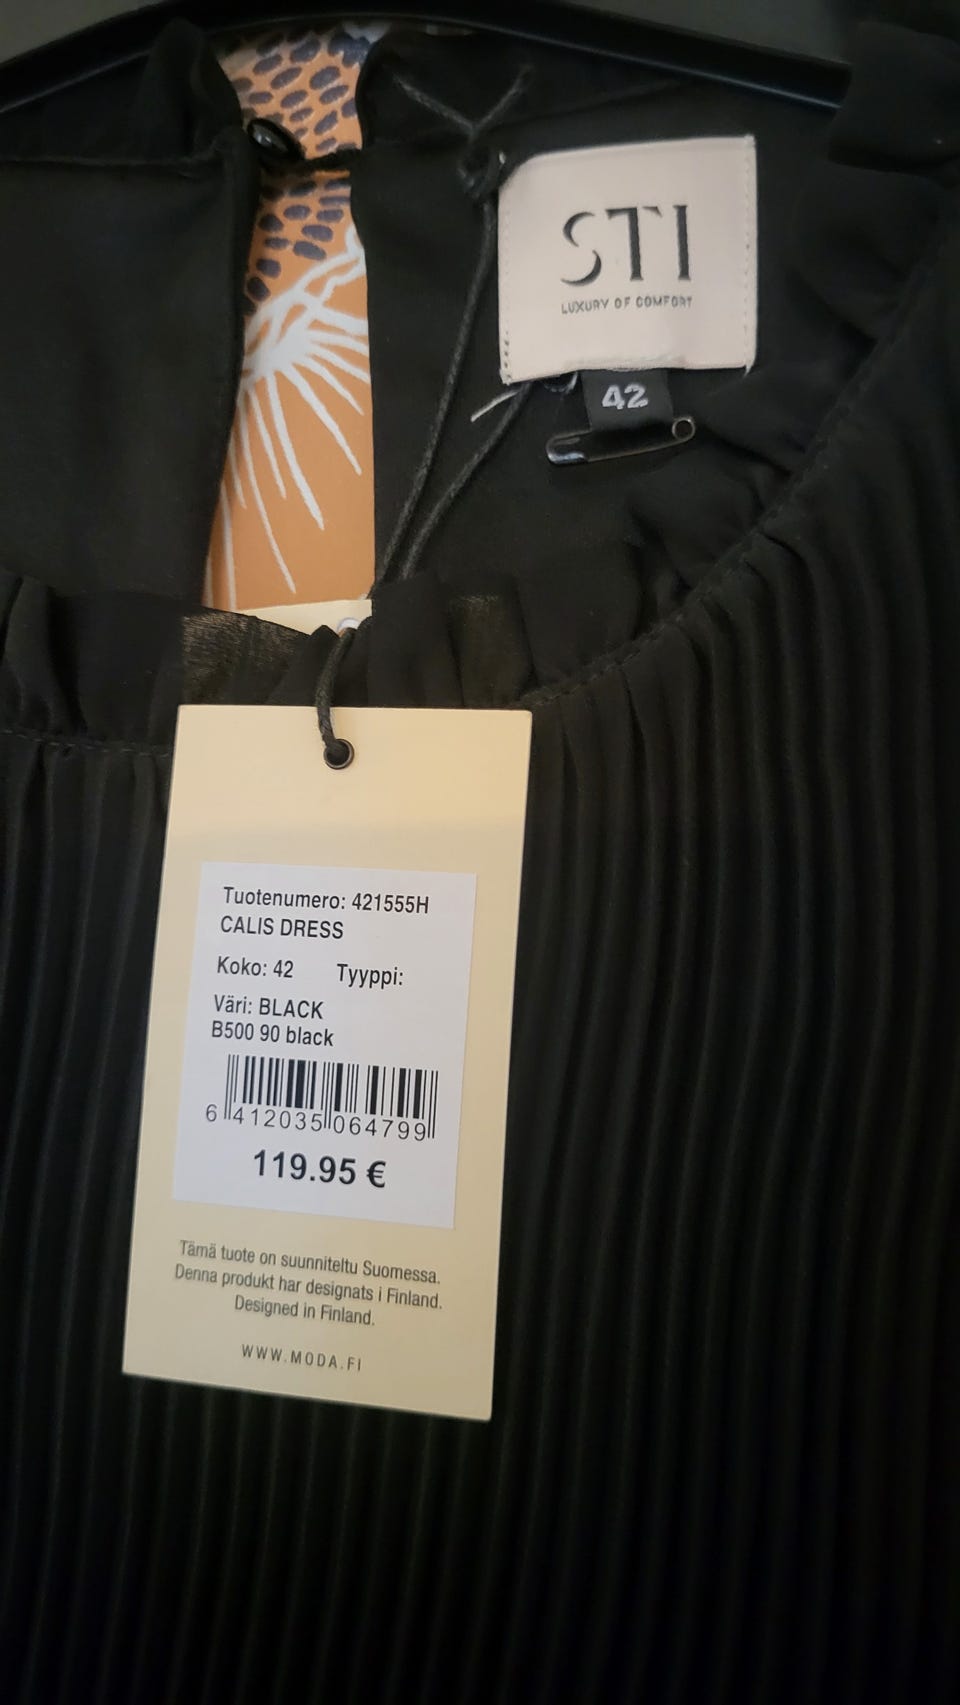 STI
LUXURY OF COMFORT
42
Tuotenumero: 421555H
CALIS DRESS
Koko: 42 Tyyppi:
Väri: BLACK
B500 90 black
6 412035 064799
119.95 €
Tämä tuote on suunniteltu Suomessa.
Denna produkt har designats i Finland.
Designed in Finland.
WWW.MODA.FI